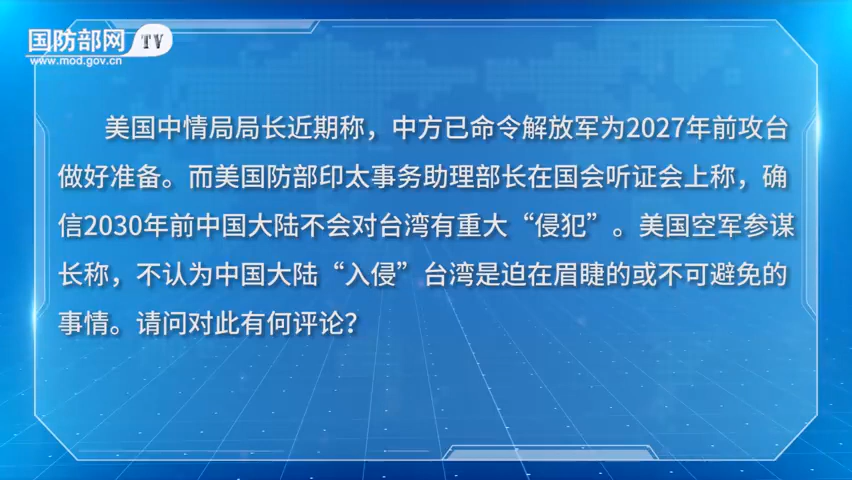 国防部网 TV
www.mod.gov.cn
美国中情局局长近期称，中方已命令解放军为2027年前攻台
做好准备。而美国防部印太事务助理部长在国会听证会上称，确
信2030年前中国大陆不会对台湾有重大“侵犯”。美国空军参谋
长称，不认为中国大陆“入侵”台湾是迫在眉睫的或不可避免的
事情。请问对此有何评论？